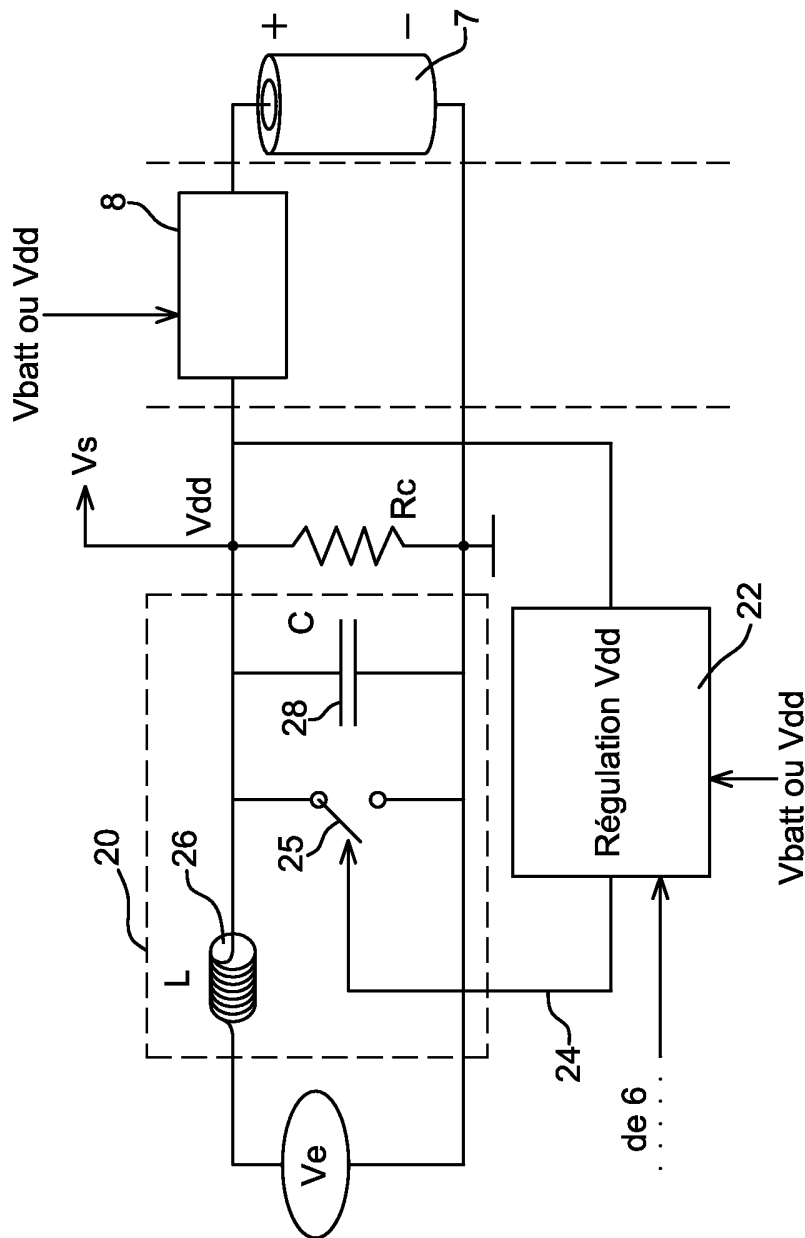 Vbatt ou Vdd
8
+
−
7
Vs
Vdd
Rc
20
26
L
25
28
C
Ve
24
Régulation Vdd
22
de 6
Vbatt ou Vdd